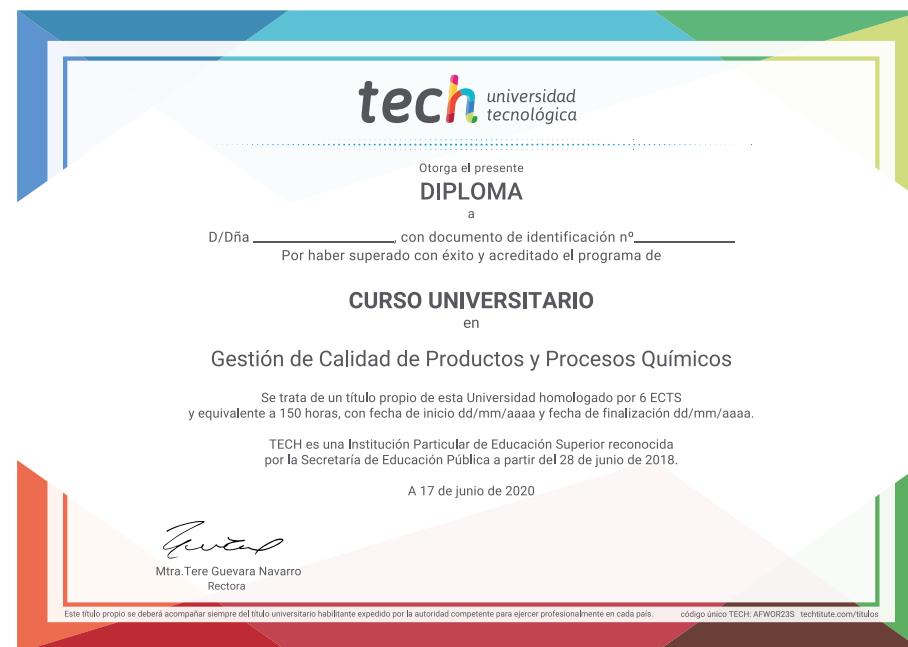 tech universidad
tecnológica
Otorga el presente
DIPLOMA
a
D/Dña ____________________, con documento de identificación nº______________
Por haber superado con éxito y acreditado el programa de
CURSO UNIVERSITARIO
en
Gestión de Calidad de Productos y Procesos Químicos
Se trata de un título propio de esta Universidad homologado por 6 ECTS
y equivalente a 150 horas, con fecha de inicio dd/mm/aaaa y fecha de finalización dd/mm/aaaa.
TECH es una Institución Particular de Educación Superior reconocida
por la Secretaría de Educación Pública a partir del 28 de junio de 2018.
A 17 de junio de 2020
Mtra.Tere Guevara Navarro
Rectora
Este título propio se deberá acompañar siempre del título universitario habilitante expedido por la autoridad competente para ejercer profesionalmente en cada país. código único TECH: AFWOR23S techtitute.com/titulos